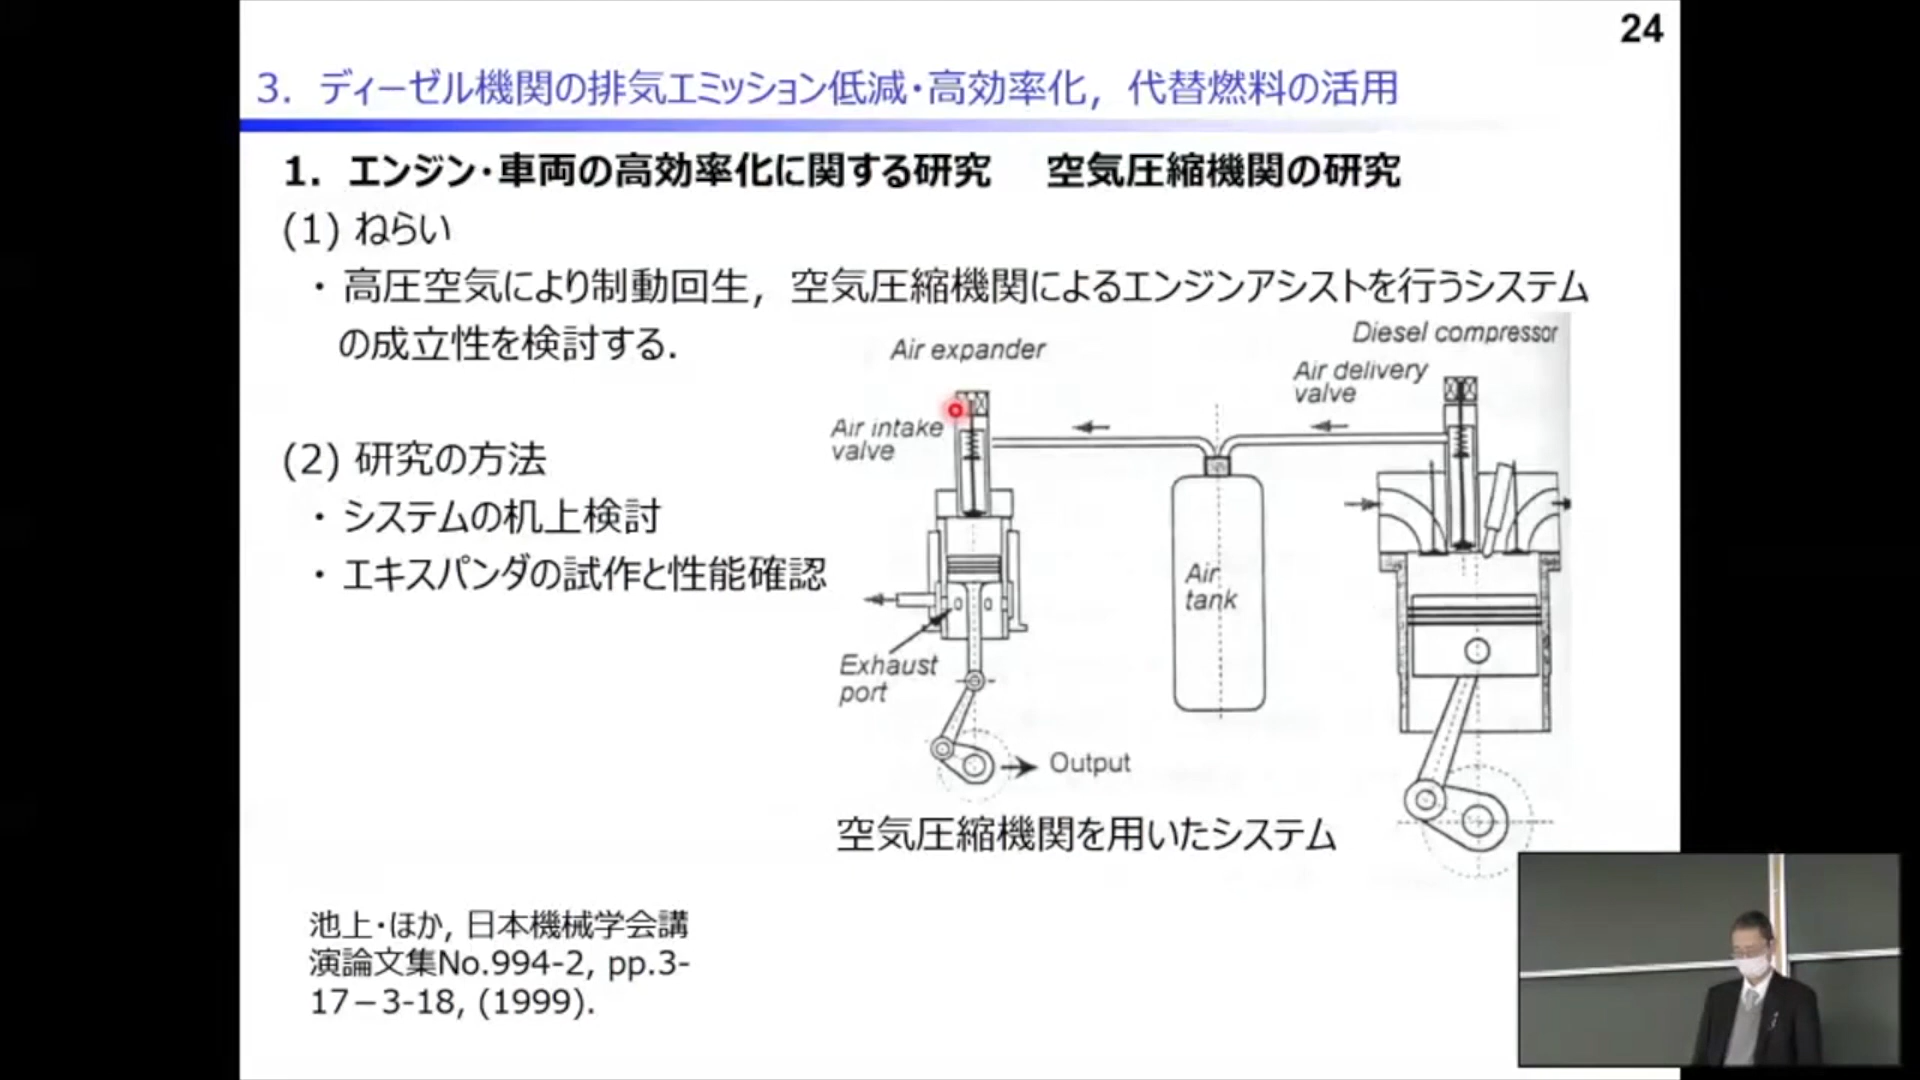 24
3. ディーゼル機関の排気エミッション低減・高効率化，代替燃料の活用
1. エンジン・車両の高効率化に関する研究　空気圧縮機関の研究
(1) ねらい
・高圧空気により制動回生，空気圧縮機関によるエンジンアシストを行うシステム
の成立性を検討する．
(2) 研究の方法
・システムの机上検討
・エキスパンダの試作と性能確認
Air expander
Diesel compressor
Air delivery
valve
Air intake
valve
Air
tank
Exhaust
port
Output
空気圧縮機関を用いたシステム
池上・ほか, 日本機械学会講
演論文集No.994-2, pp.3-
17－3-18, (1999).